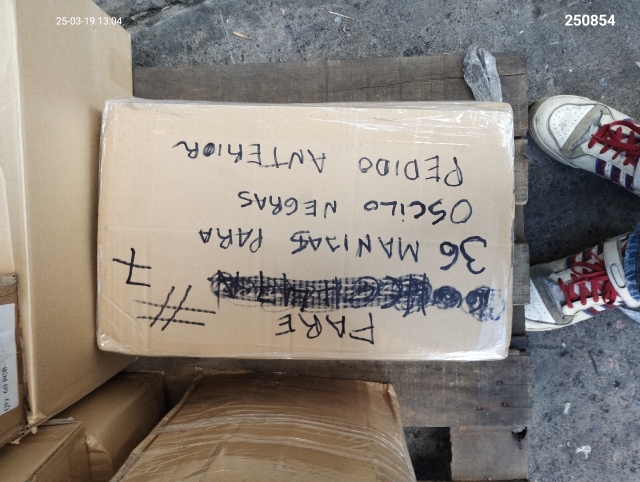 25-03-19 13:04
250854
FARE
# 7
36 MANIJAS PARA
OSCiLO NEGRAS
PEDIDO ANTERIOR